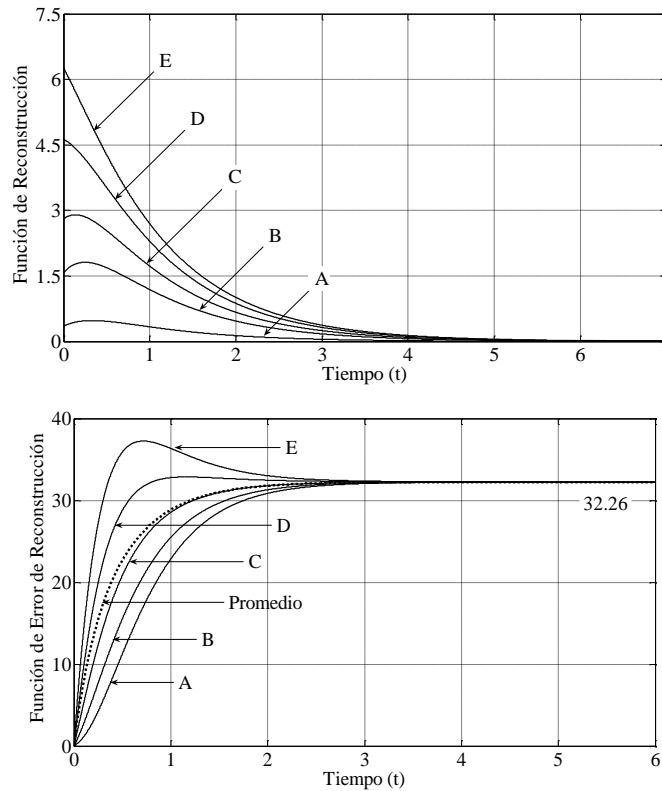 7.5
6
4.5
3
1.5
0
Función de Reconstrucción
E
D
C
B
A
0 1 2 3 4 5 6
Tiempo (t)
40
30
20
10
0
Función de Error de Reconstrucción
E
32.26
D
C
Promedio
B
A
0 1 2 3 4 5 6
Tiempo (t)